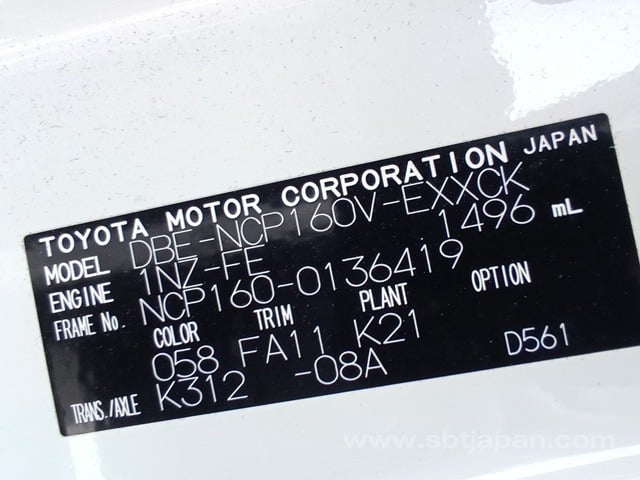 TOYOTA MOTOR CORPORATION JAPAN
MODEL DBE-NCP160V-EXXCK
ENGINE 1NZ-FE 1496 mL
FRAME No. NCP160-0136419
COLOR TRIM PLANT OPTION
058 FA11 K21
TRANS./AXLE K312 -08A D561
www.sbtjapan.com